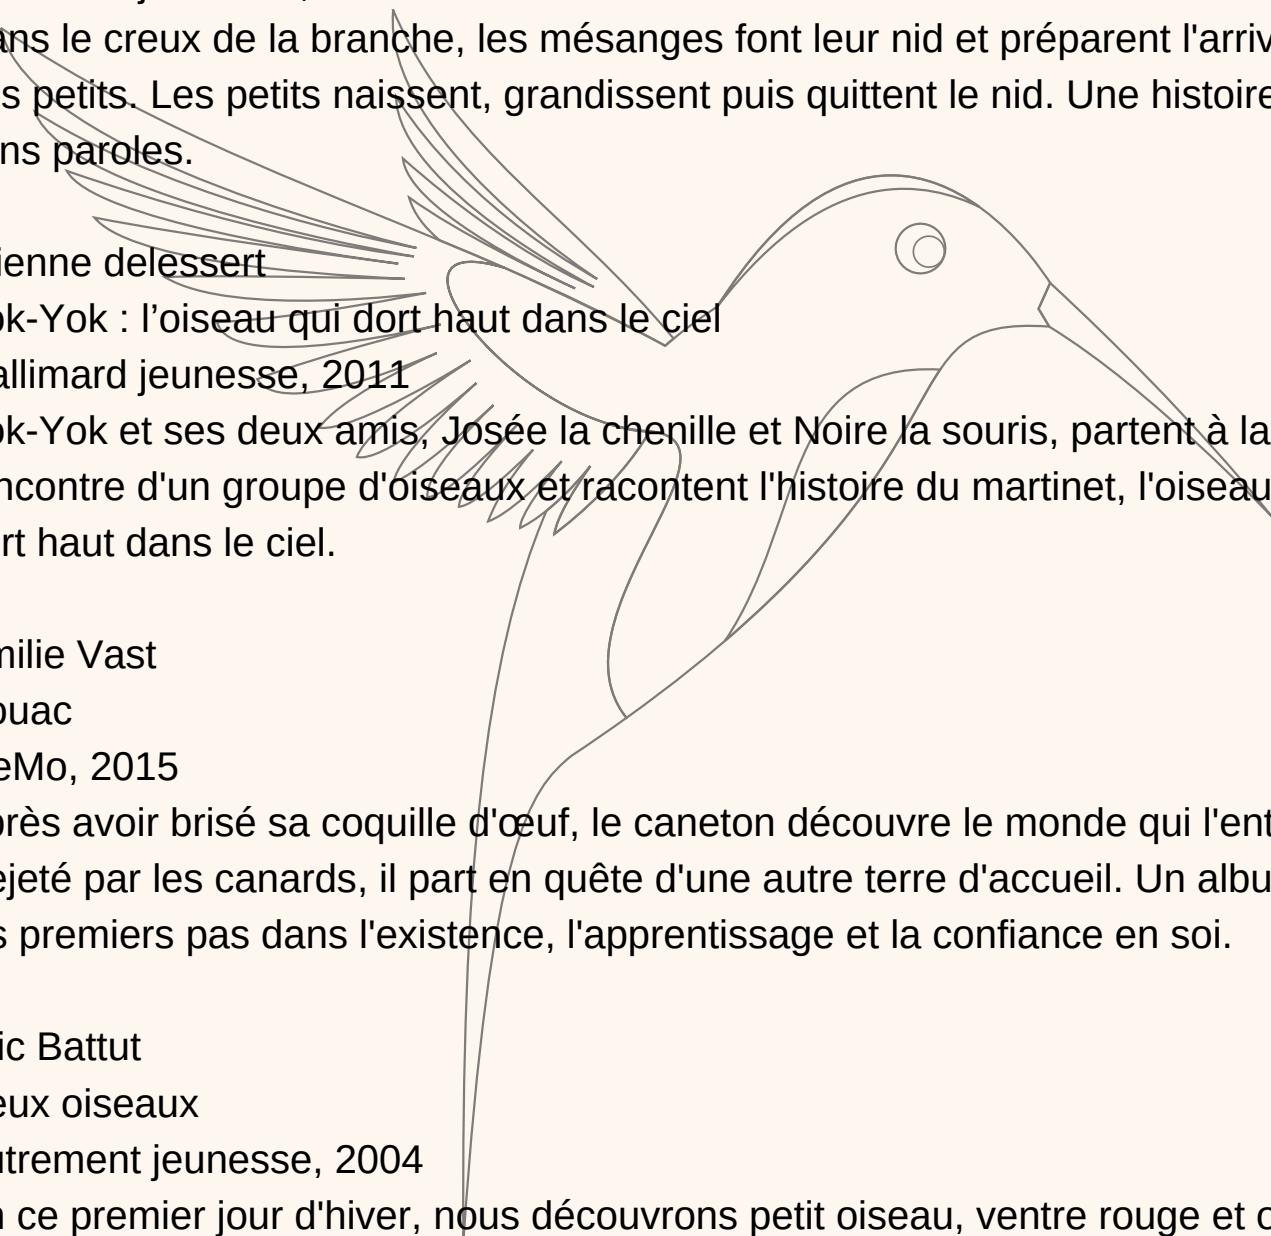 ans le creux de la branche, les mésanges font leur nid et préparent l'arriv
s petits. Les petits naissent, grandissent puis quittent le nid. Une histoire
ns paroles.
ienne delessert
ok-Yok : l’oiseau qui dort haut dans le ciel
allimard jeunesse, 2011
ok-Yok et ses deux amis, Josée la chenille et Noire la souris, partent à la
ncontre d'un groupe d'oiseaux et racontent l'histoire du martinet, l'oiseau
rt haut dans le ciel.
milie Vast
ouac
eMo, 2015
près avoir brisé sa coquille d'œuf, le caneton découvre le monde qui l'ent
ejeté par les canards, il part en quête d'une autre terre d'accueil. Un albu
s premiers pas dans l'existence, l'apprentissage et la confiance en soi.
ic Battut
eux oiseaux
utrement jeunesse, 2004
n ce premier jour d'hiver, nous découvrons petit oiseau, ventre rouge et